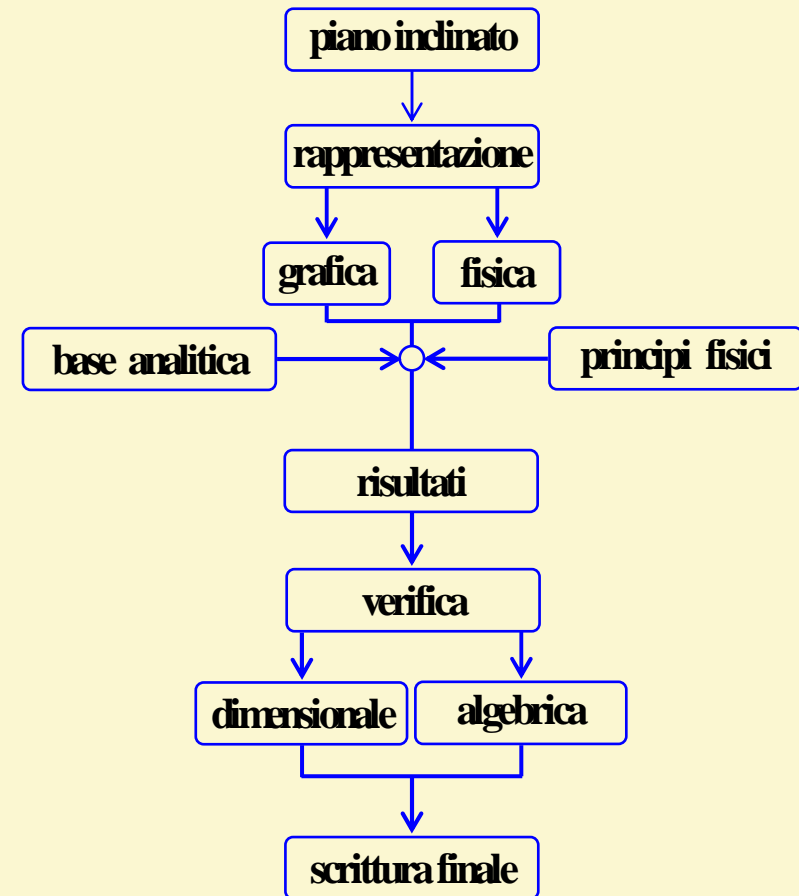 piano inclinato
rappresentazione
grafica
fisica
base analitica
principi fisici
risultati
verifica
dimensionale
algebrica
scrittura finale